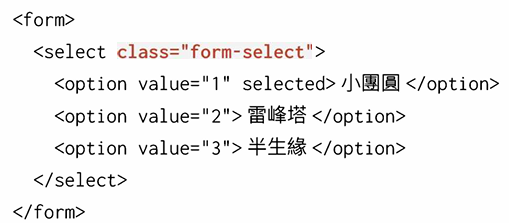 <form>
  <select class="form-select">
    <option value="1" selected> 小團圓 </option>
    <option value="2"> 雷峰塔 </option>
    <option value="3"> 半生緣 </option>
  </select>
</form>